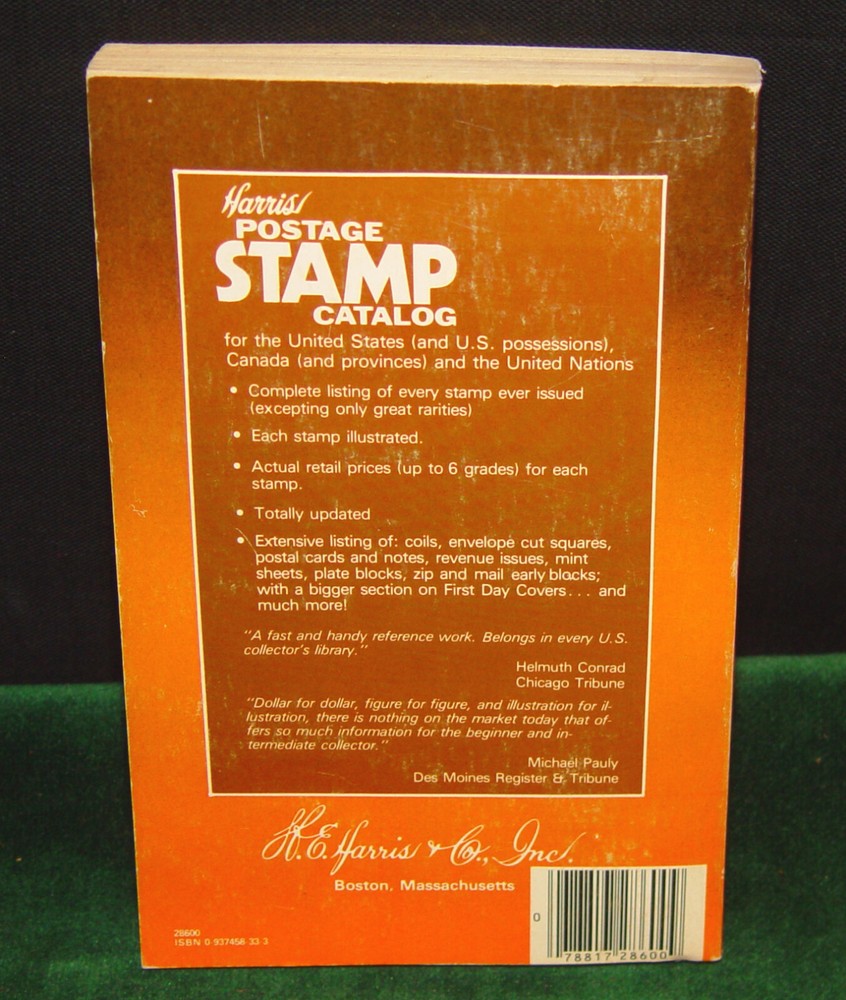 Harris
POSTAGE
STAMP
CATALOG
for the United States (and U.S. possessions),
Canada (and provinces) and the United Nations
• Complete listing of every stamp ever issued
(excepting only great rarities)
• Each stamp illustrated.
• Actual retail prices (up to 6 grades) for each
stamp.
• Totally updated
• Extensive listing of: coils, envelope cut squares,
postal cards and notes, revenue issues, mint
sheets, plate blocks, zip and mail early blocks;
with a bigger section on First Day Covers... and
much more!
"A fast and handy reference work. Belongs in every U.S.
collector's library."
Helmuth Conrad
Chicago Tribune
"Dollar for dollar, figure for figure, and illustration for il-
lustration, there is nothing on the market today that of-
fers so much information for the beginner and in-
termediate collector."
Michael Pauly
Des Moines Register & Tribune
H.E. Harris & Co., Inc.
Boston, Massachusetts
28600
ISBN 0-937458-33-3
0 78817 28600